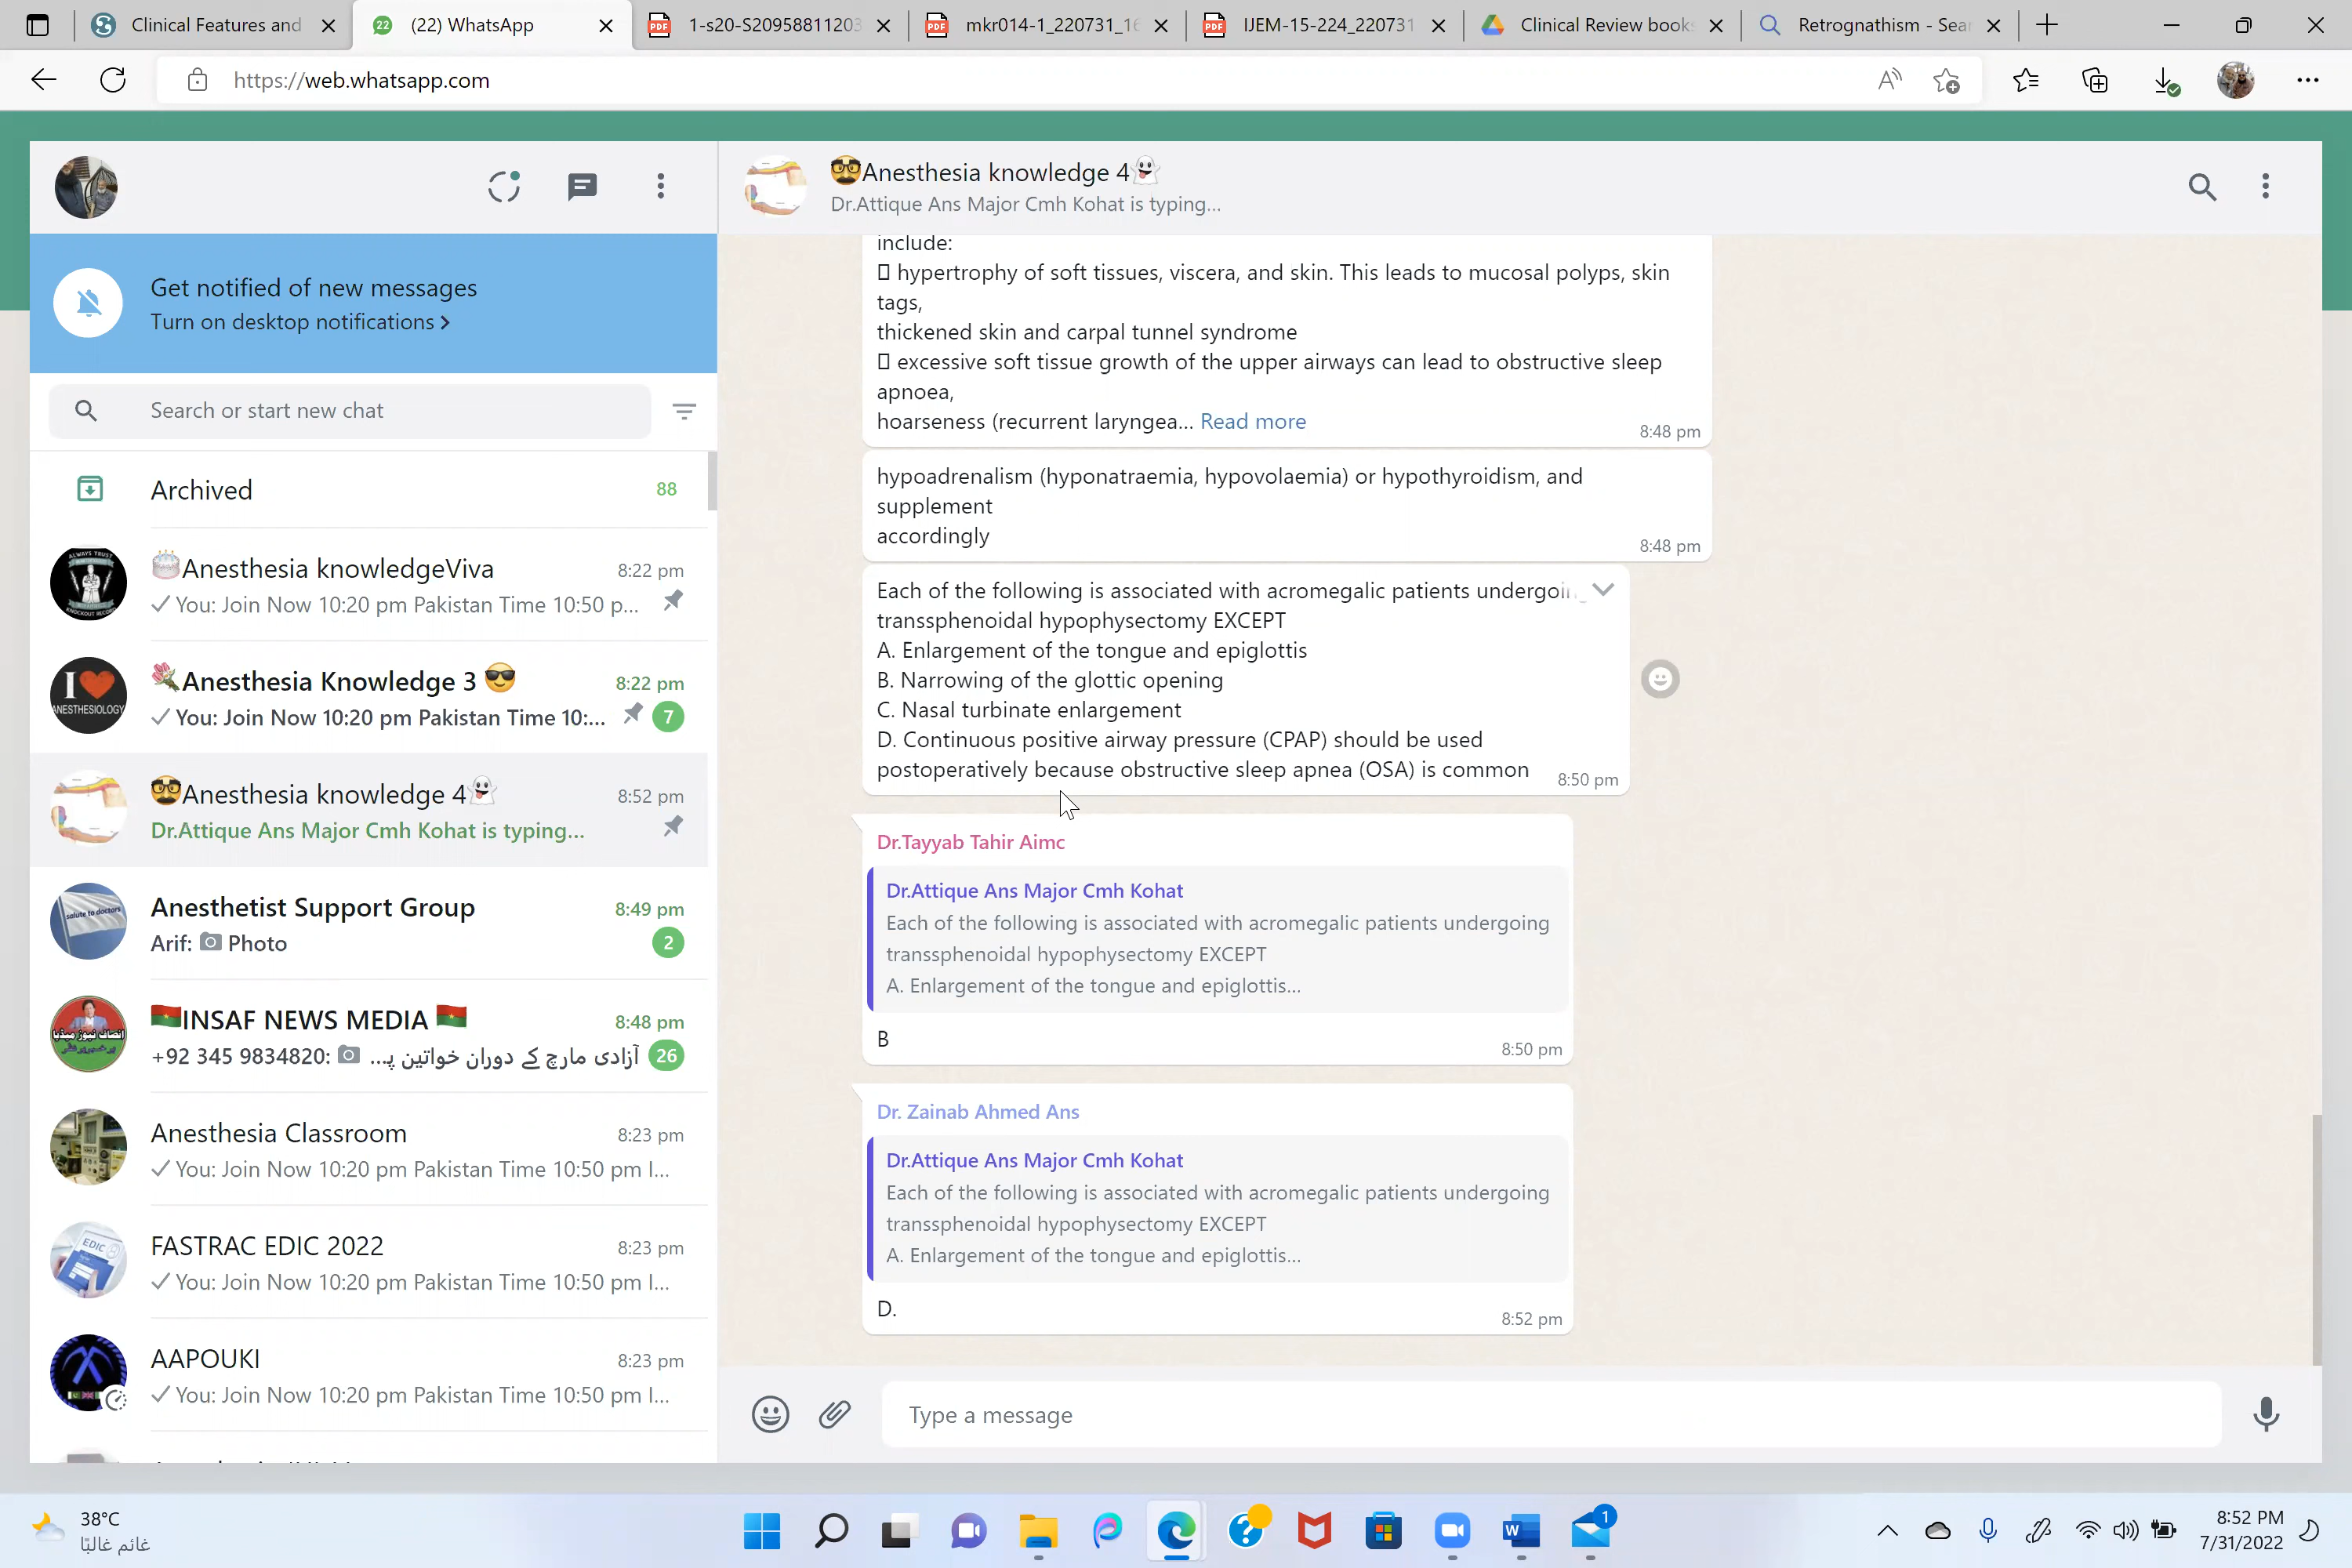 Clinical Features and
(22) WhatsApp
1-s20-S20958811203
mkr014-1_220731_16
IJEM-15-224_220731
Clinical Review books
Retrognathism - Sear
https://web.whatsapp.com
Get notified of new messages
Turn on desktop notifications >
Search or start new chat
Archived
88
Anesthesia knowledgeViva
8:22 pm
You: Join Now 10:20 pm Pakistan Time 10:50 p...
I
ANESTHESIOLOGY
Anesthesia Knowledge 3
8:22 pm
You: Join Now 10:20 pm Pakistan Time 10:...
7
Anesthesia knowledge 4
8:52 pm
Dr.Attique Ans Major Cmh Kohat is typing...
salute to doctors
Anesthetist Support Group
8:49 pm
Arif: Photo
2
INSAF NEWS MEDIA
8:48 pm
+92 345 9834820: آزادی مارچ کے دوران خواتین پ...
26
Anesthesia Classroom
8:23 pm
You: Join Now 10:20 pm Pakistan Time 10:50 pm I...
EDIC
FASTRAC EDIC 2022
8:23 pm
You: Join Now 10:20 pm Pakistan Time 10:50 pm I...
AAPOUKI
8:23 pm
You: Join Now 10:20 pm Pakistan Time 10:50 pm I...
Anesthesia knowledge 4
Dr.Attique Ans Major Cmh Kohat is typing...
include:
hypertrophy of soft tissues, viscera, and skin. This leads to mucosal polyps, skin
tags,
thickened skin and carpal tunnel syndrome
excessive soft tissue growth of the upper airways can lead to obstructive sleep
apnoea,
hoarseness (recurrent laryngea... Read more
8:48 pm
hypoadrenalism (hyponatraemia, hypovolaemia) or hypothyroidism, and
supplement
accordingly
8:48 pm
Each of the following is associated with acromegalic patients undergoin
transsphenoidal hypophysectomy EXCEPT
A. Enlargement of the tongue and epiglottis
B. Narrowing of the glottic opening
C. Nasal turbinate enlargement
D. Continuous positive airway pressure (CPAP) should be used
postoperatively because obstructive sleep apnea (OSA) is common
8:50 pm
Dr.Tayyab Tahir Aimc
Dr.Attique Ans Major Cmh Kohat
Each of the following is associated with acromegalic patients undergoing
transsphenoidal hypophysectomy EXCEPT
A. Enlargement of the tongue and epiglottis...
B
8:50 pm
Dr. Zainab Ahmed Ans
Dr.Attique Ans Major Cmh Kohat
Each of the following is associated with acromegalic patients undergoing
transsphenoidal hypophysectomy EXCEPT
A. Enlargement of the tongue and epiglottis...
D.
8:52 pm
Type a message
38°C
غائم غالبًا
8:52 PM
7/31/2022